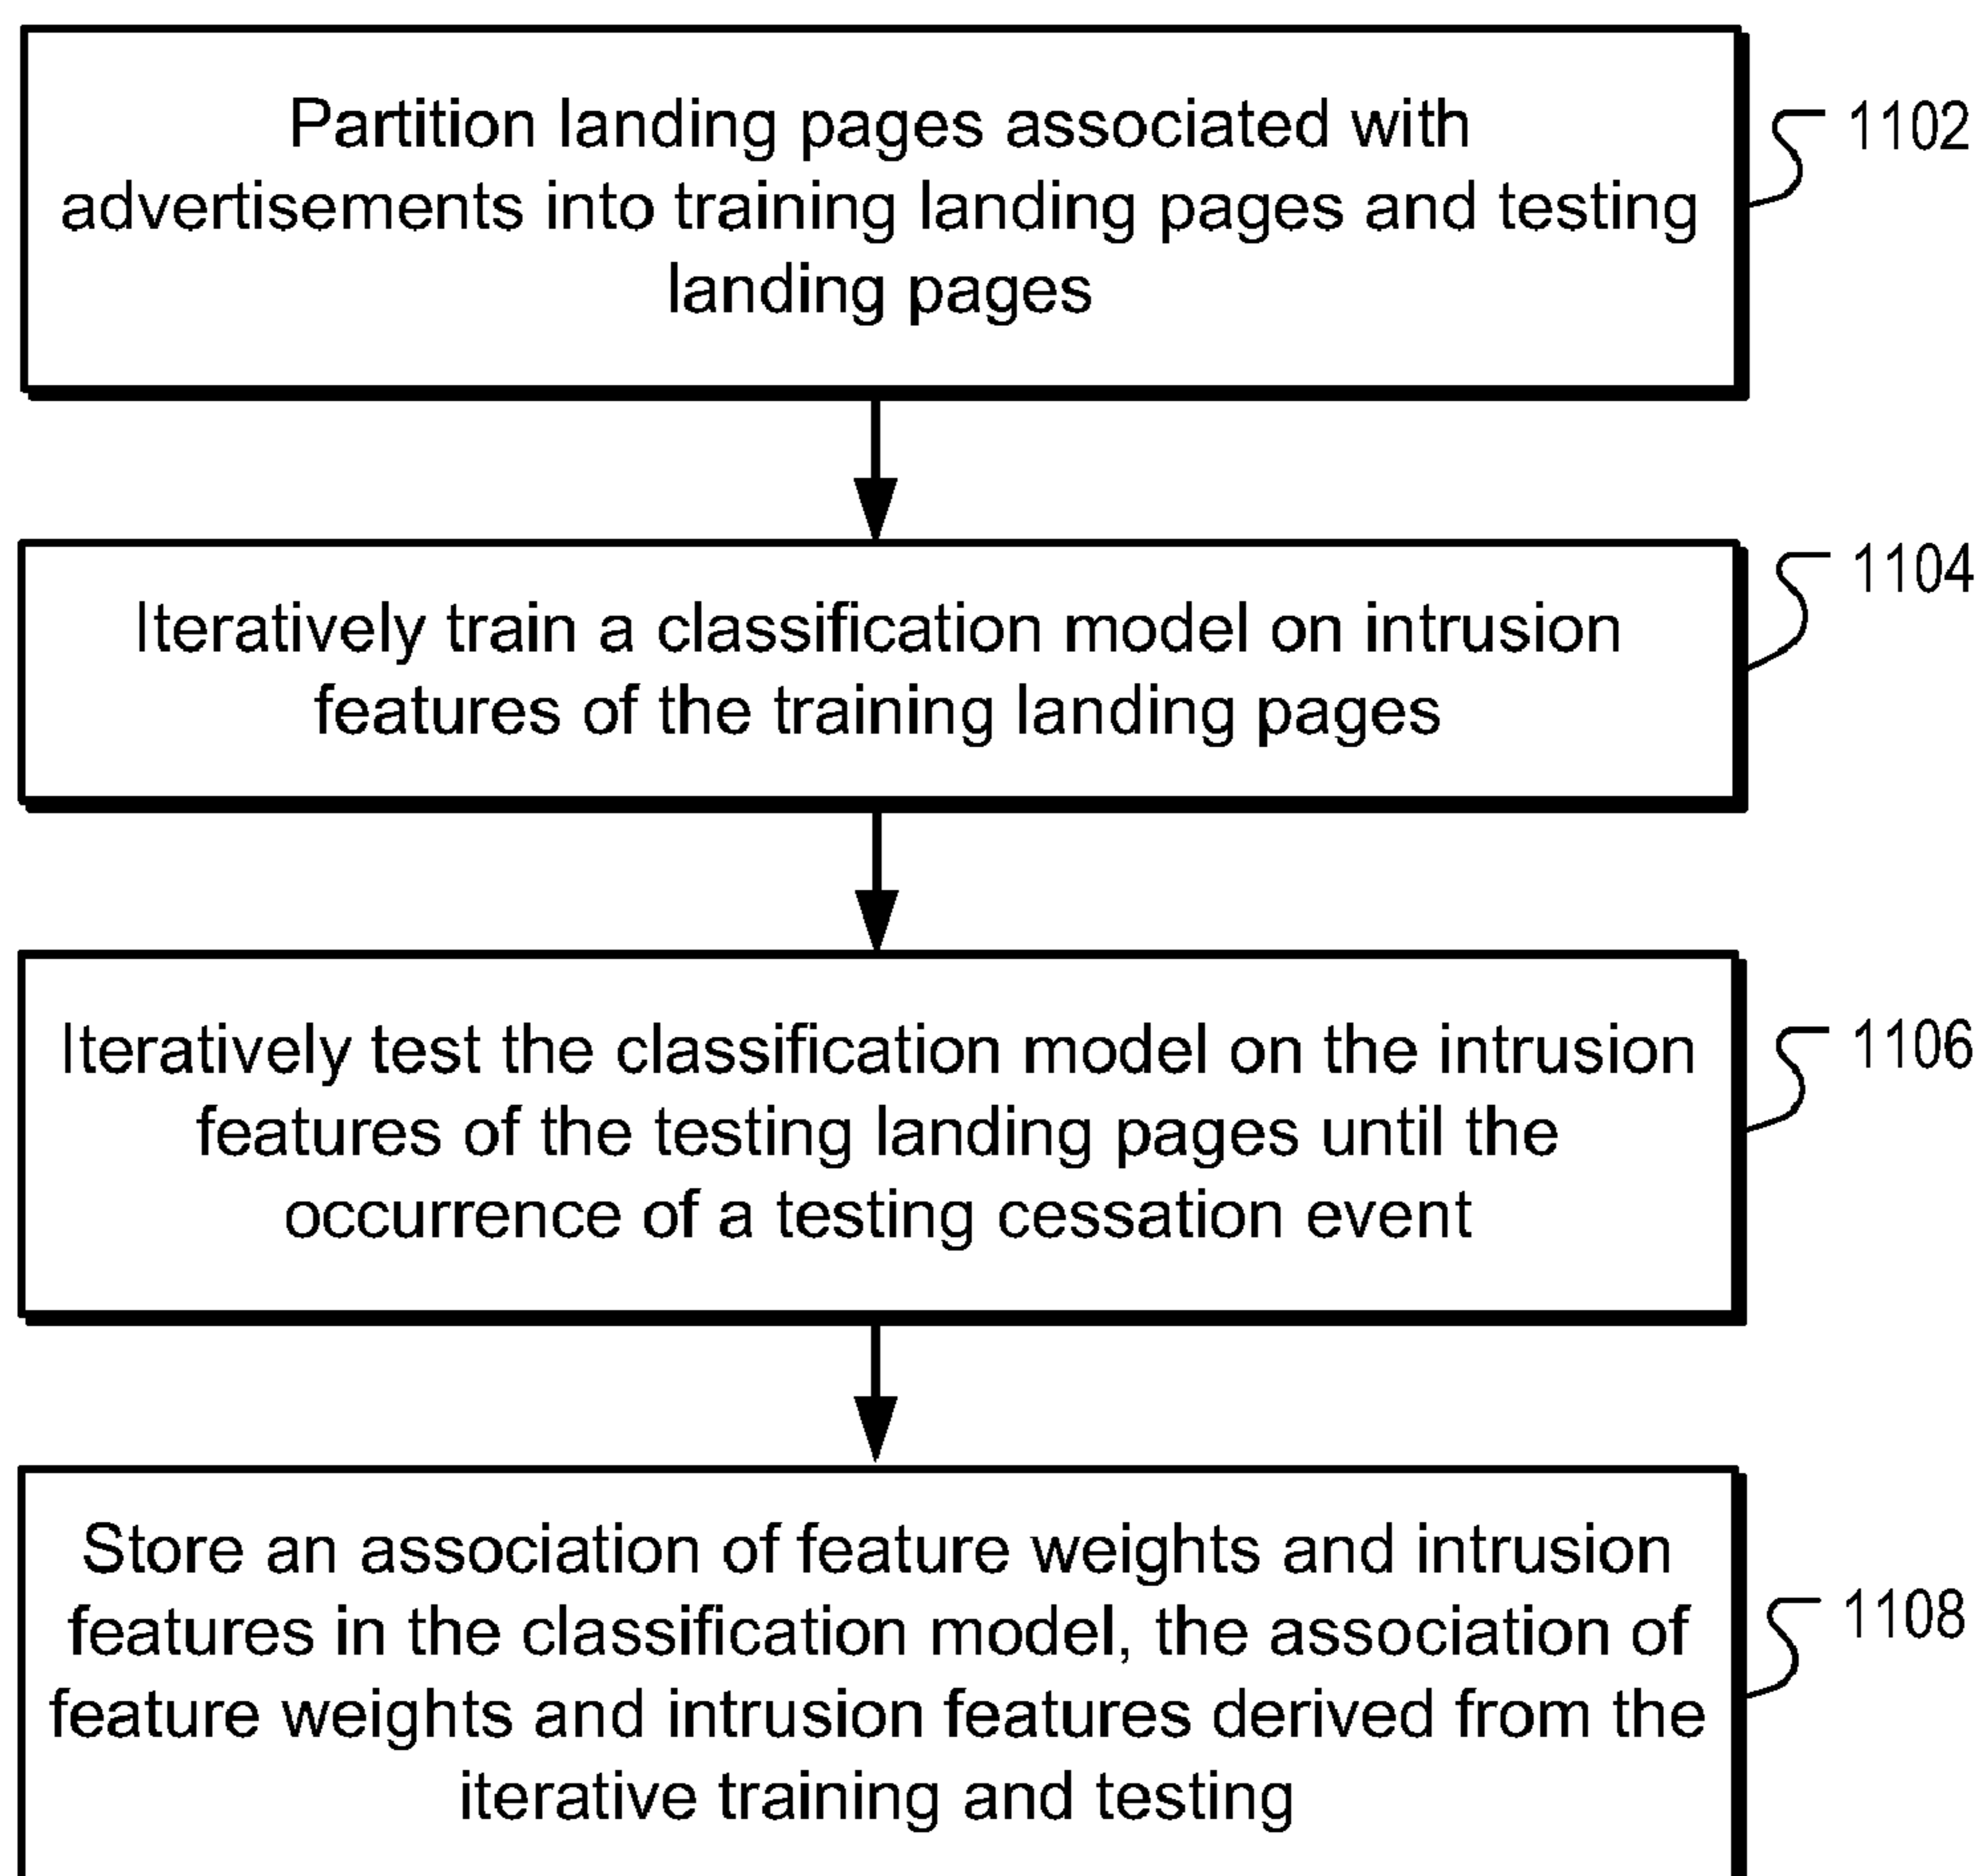 Partition landing pages associated with
advertisements into training landing pages and testing
landing pages
1102
Iteratively train a classification model on intrusion
features of the training landing pages
1104
Iteratively test the classification model on the intrusion
features of the testing landing pages until the
occurrence of a testing cessation event
1106
Store an association of feature weights and intrusion
features in the classification model, the association of
feature weights and intrusion features derived from the
iterative training and testing
1108